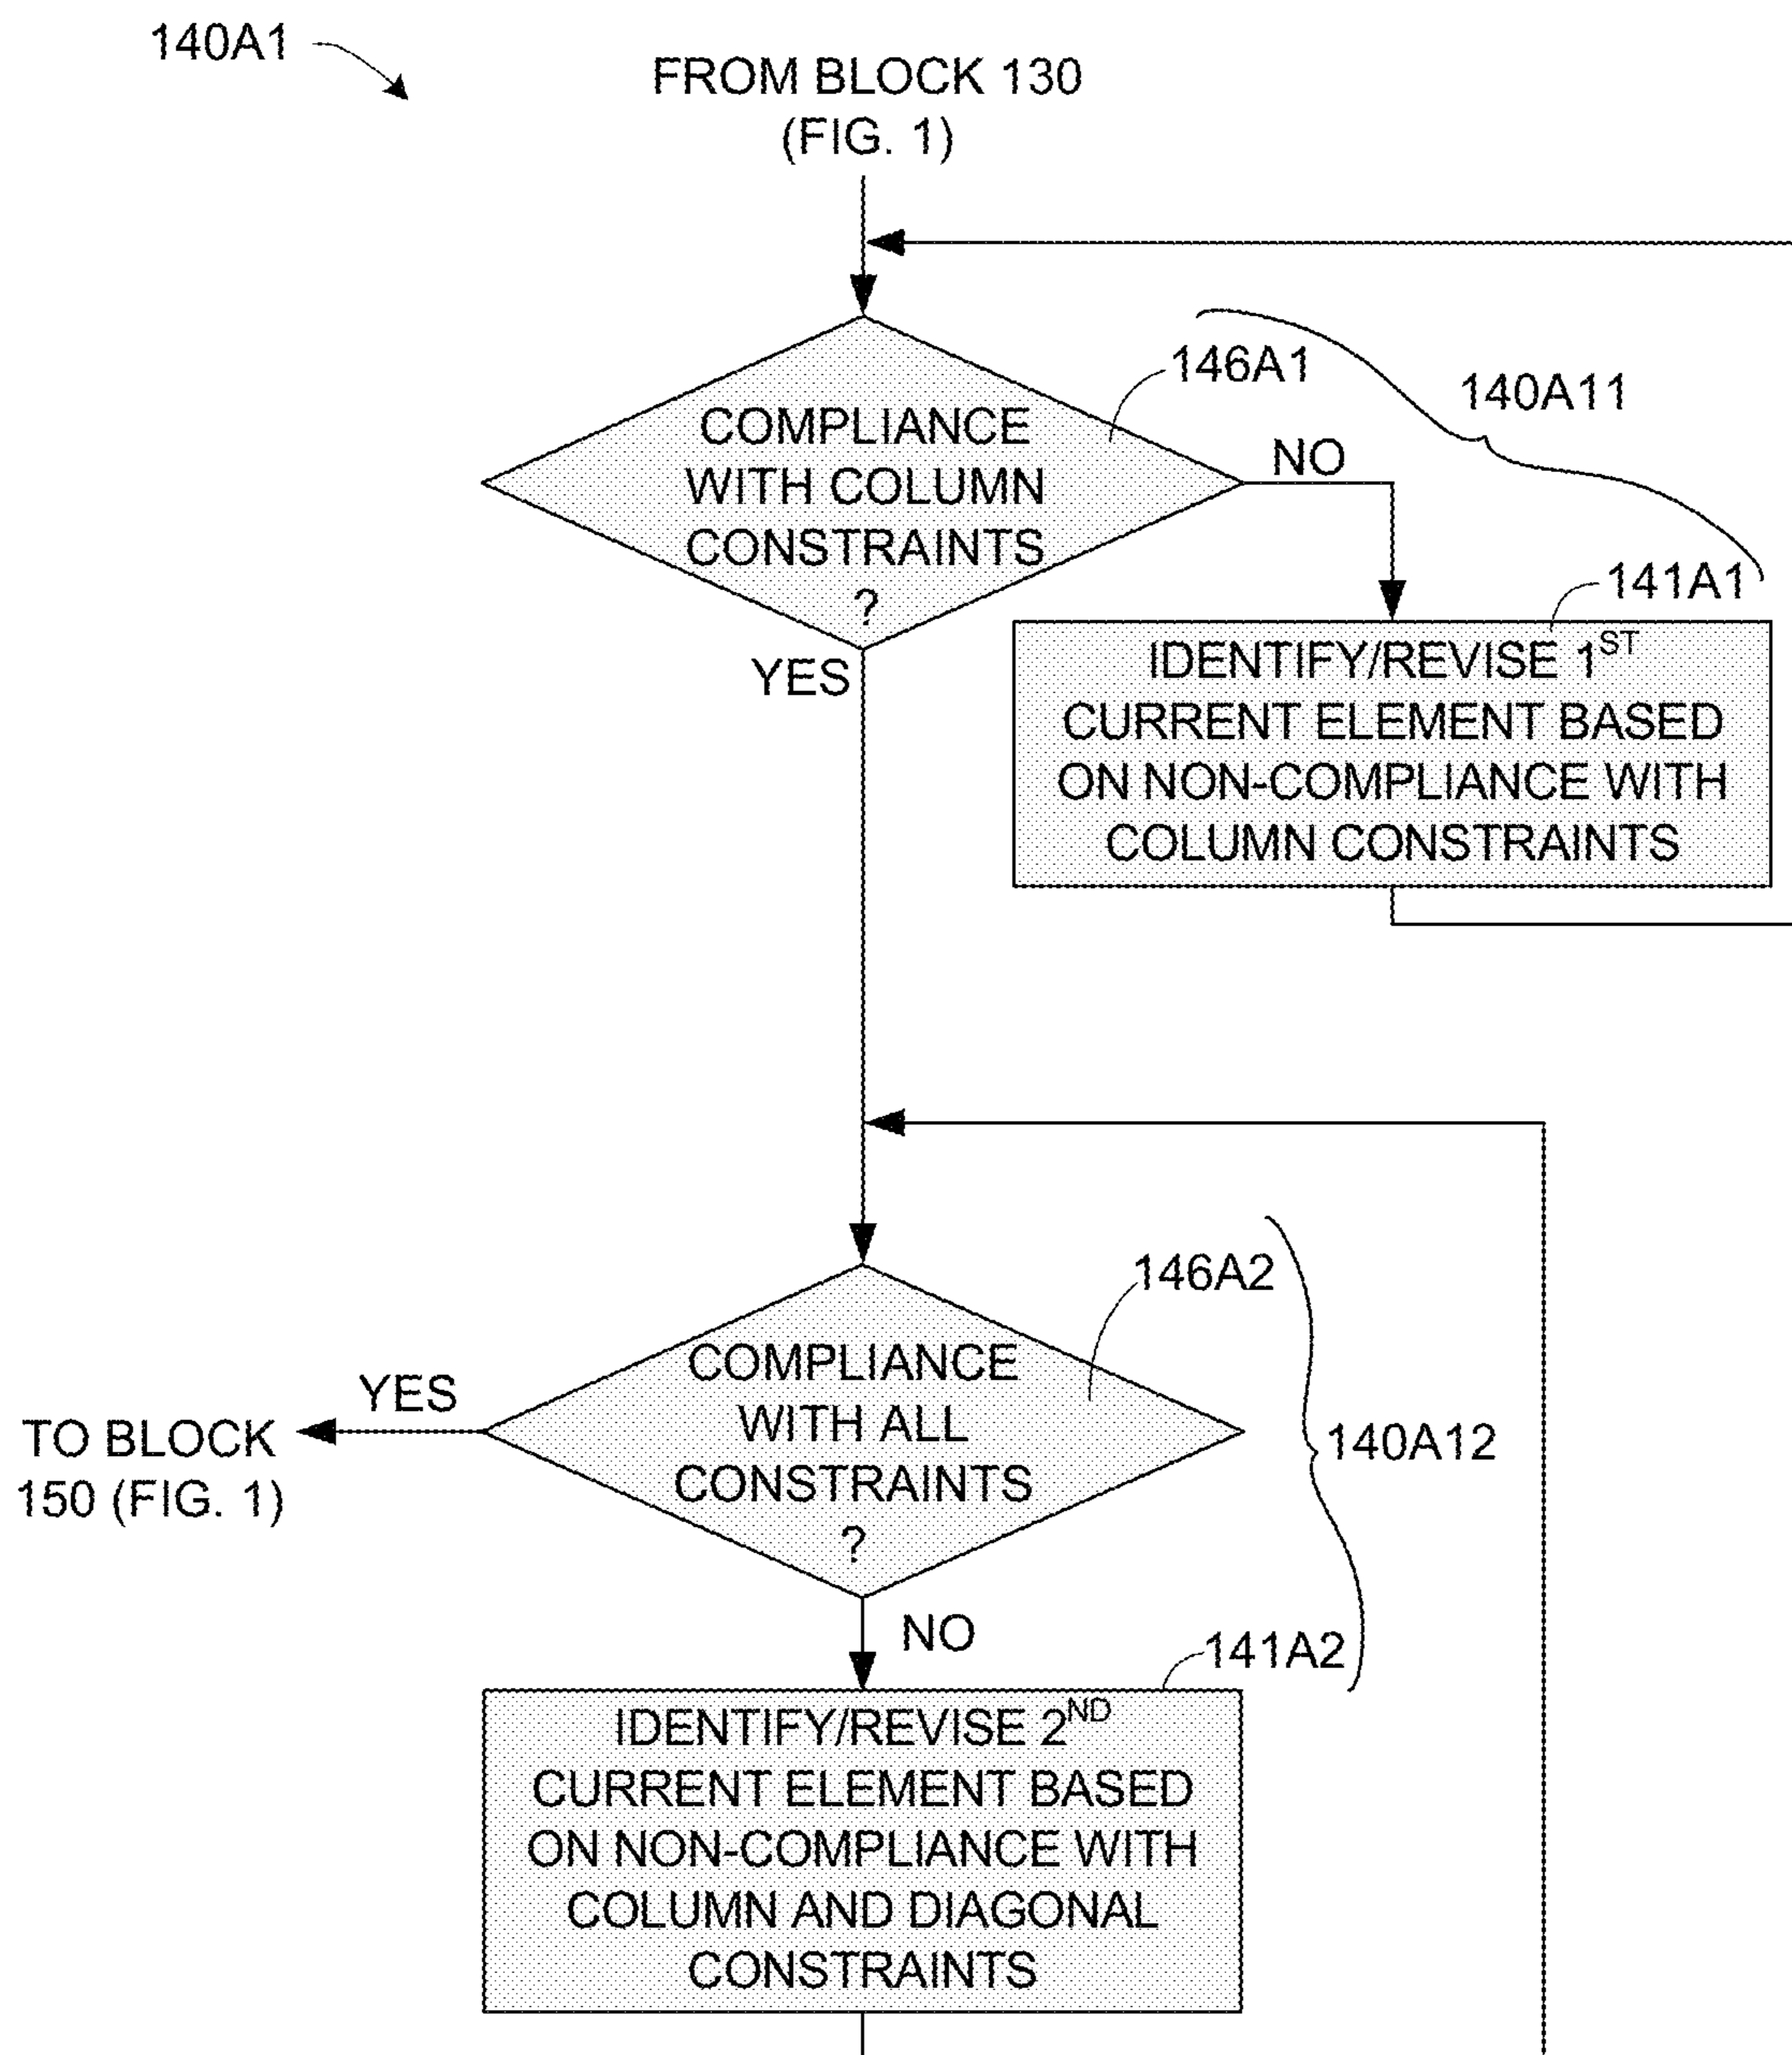 140A1
FROM BLOCK 130
(FIG. 1)
COMPLIANCE
WITH COLUMN
CONSTRAINTS
?
146A1
140A11
NO
YES
141A1
IDENTIFY/REVISE 1ST
CURRENT ELEMENT BASED
ON NON-COMPLIANCE WITH
COLUMN CONSTRAINTS
146A2
COMPLIANCE
WITH ALL
CONSTRAINTS
?
140A12
YES
TO BLOCK
150 (FIG. 1)
NO
141A2
IDENTIFY/REVISE 2ND
CURRENT ELEMENT BASED
ON NON-COMPLIANCE WITH
COLUMN AND DIAGONAL
CONSTRAINTS